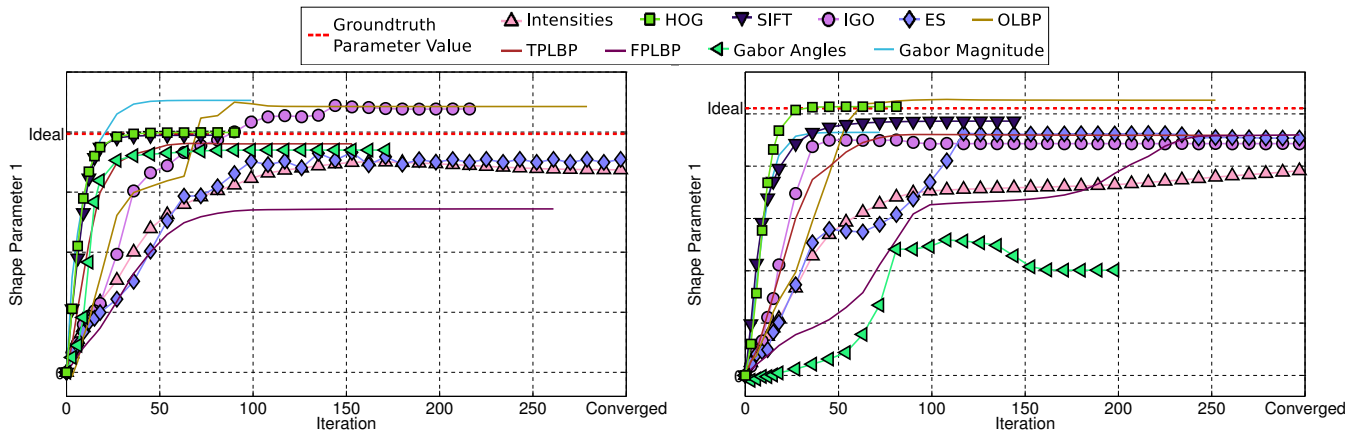 Groundtruth Parameter Value
Intensities
HOG
SIFT
IGO
ES
OLBP
TPLBP
FPLBP
Gabor Angles
Gabor Magnitude
Shape Parameter 1
Ideal
0
0
50
100
150
200
250
Converged
Iteration
Shape Parameter 1
Ideal
0
0
50
100
150
200
250
Converged
Iteration